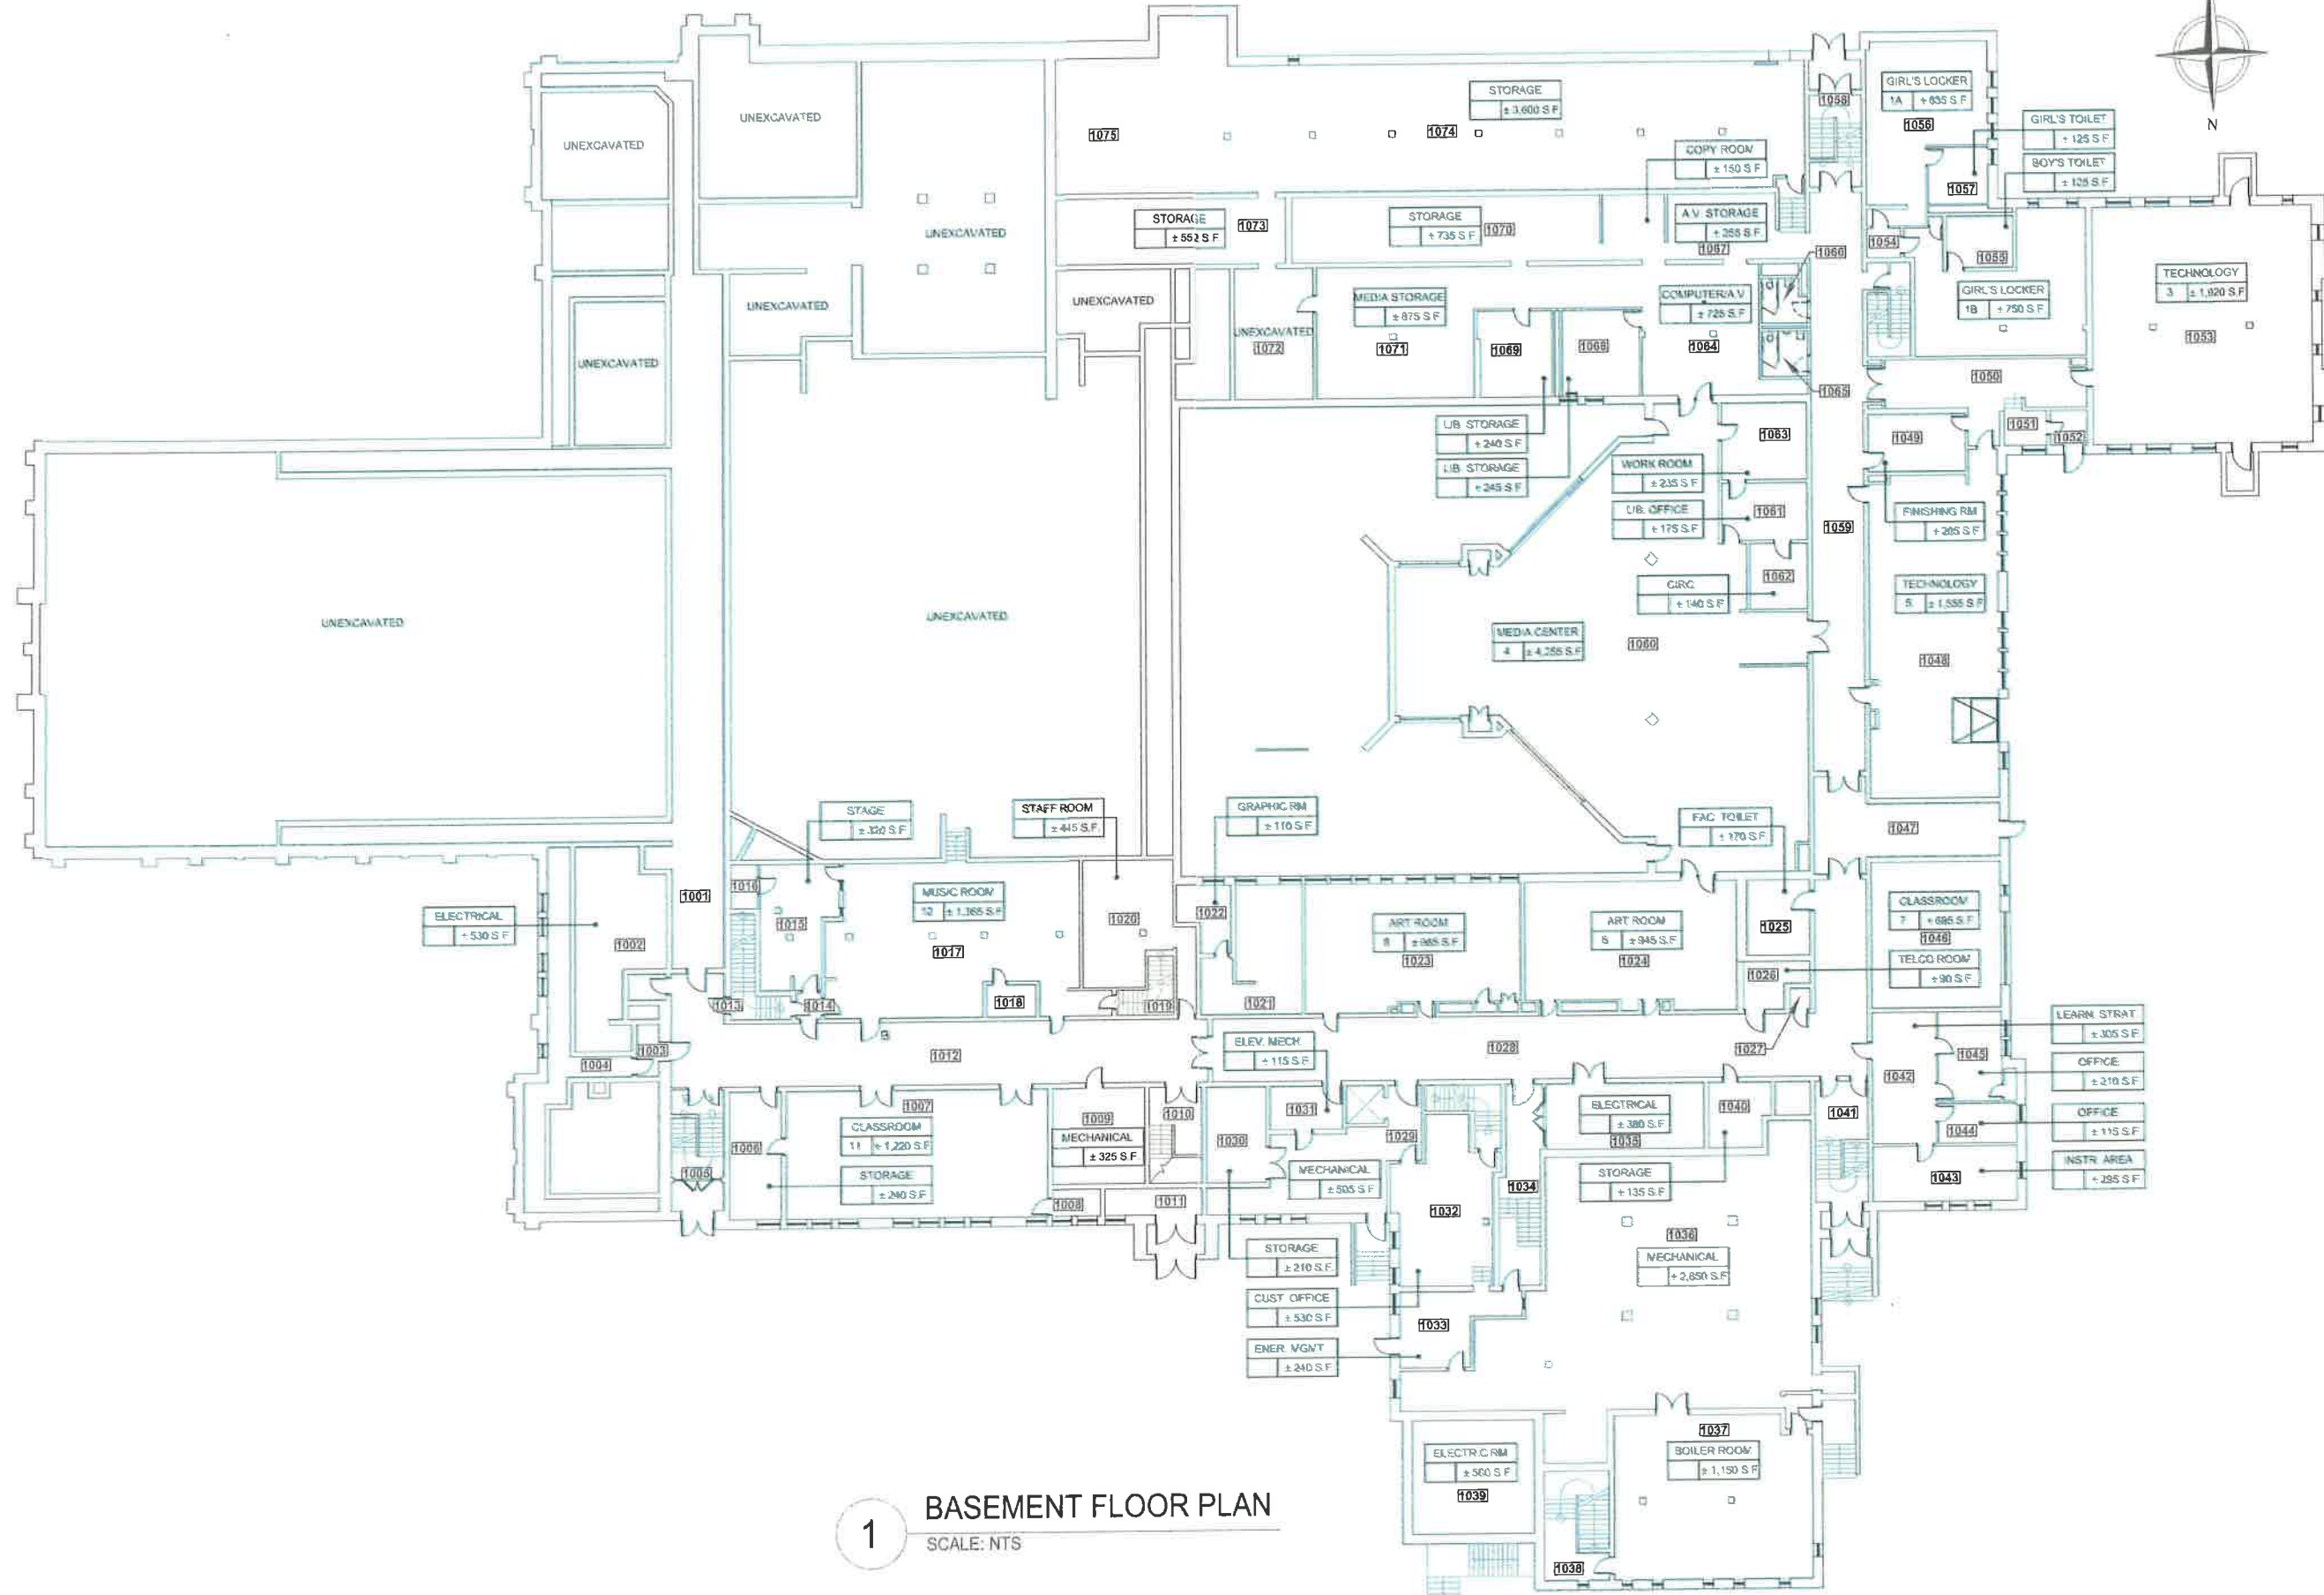 N
UNEXCAVATED
UNEXCAVATED
UNEXCAVATED
UNEXCAVATED
UNEXCAVATED
UNEXCAVATED
UNEXCAVATED
UNEXCAVATED
UNEXCAVATED
1072
STORAGE
± 3,600 S.F
1075
1074
1058
GIRL'S LOCKER
1A
1056
GIRL'S TOILET
± 125 S.F
BOY'S TOILET
1057
COPY ROOM
± 150 S.F
STORAGE
± 552 S.F
1073
STORAGE
± 735 S.F
1070
A.V. STORAGE
1067
1066
1054
1055
GIRL'S LOCKER
1B ± 750 S.F
TECHNOLOGY
3 ± 1,920 S.F
1053
MEDIA STORAGE
± 875 S.F
1071
1069
1068
COMPUTER/A.V.
± 725 S.F
1064
1065
1050
1051
1052
1049
LIB. STORAGE
± 240 S.F
LIB. STORAGE
± 245 S.F
1063
WORK ROOM
± 235 S.F
LIB. OFFICE
± 175 S.F
1061
1062
CIRC.
± 140 S.F
1059
FINISHING RM
TECHNOLOGY
1048
MEDIA CENTER
4 ± 4,255 S.F
1060
STAGE
± 320 S.F
STAFF ROOM
± 445 S.F.
GRAPHIC RM
± 110 S.F
FAC. TOILET
± 170 S.F
1047
ELECTRICAL
± 530 S.F
1002
1001
1016
1015
MUSIC ROOM
12 ± 1,365 S.F
1017
1018
1020
1022
1021
ART ROOM
1023
ART ROOM
± 945 S.F
1024
1025
1026
CLASSROOM
7
1046
TELCO ROOM
± 90 S.F
1013
1014
1019
1003
1004
1012
ELEV. MECH
± 115 S.F
1028
1027
LEARN. STRAT
± 305 S.F
1045
OFFICE
± 210 S.F
1042
OFFICE
± 115 S.F
1044
INSTR. AREA
1043
1005
1006
1007
CLASSROOM
11 ± 1,220 S.F
STORAGE
± 240 S.F
1009
MECHANICAL
± 325 S.F
1010
1008
1011
1030
1031
1029
MECHANICAL
± 505 S.F
1034
1032
ELECTRICAL
± 380 S.F
1035
1040
1041
STORAGE
± 135 S.F
1036
MECHANICAL
STORAGE
± 210 S.F.
CUST OFFICE
± 530 S.F
1033
ENER. MGMT
± 240 S.F
ELECTRIC RM
± 500 S.F
1039
1037
BOILER ROOM
± 1,150 S.F
1038
1
BASEMENT FLOOR PLAN
SCALE: NTS